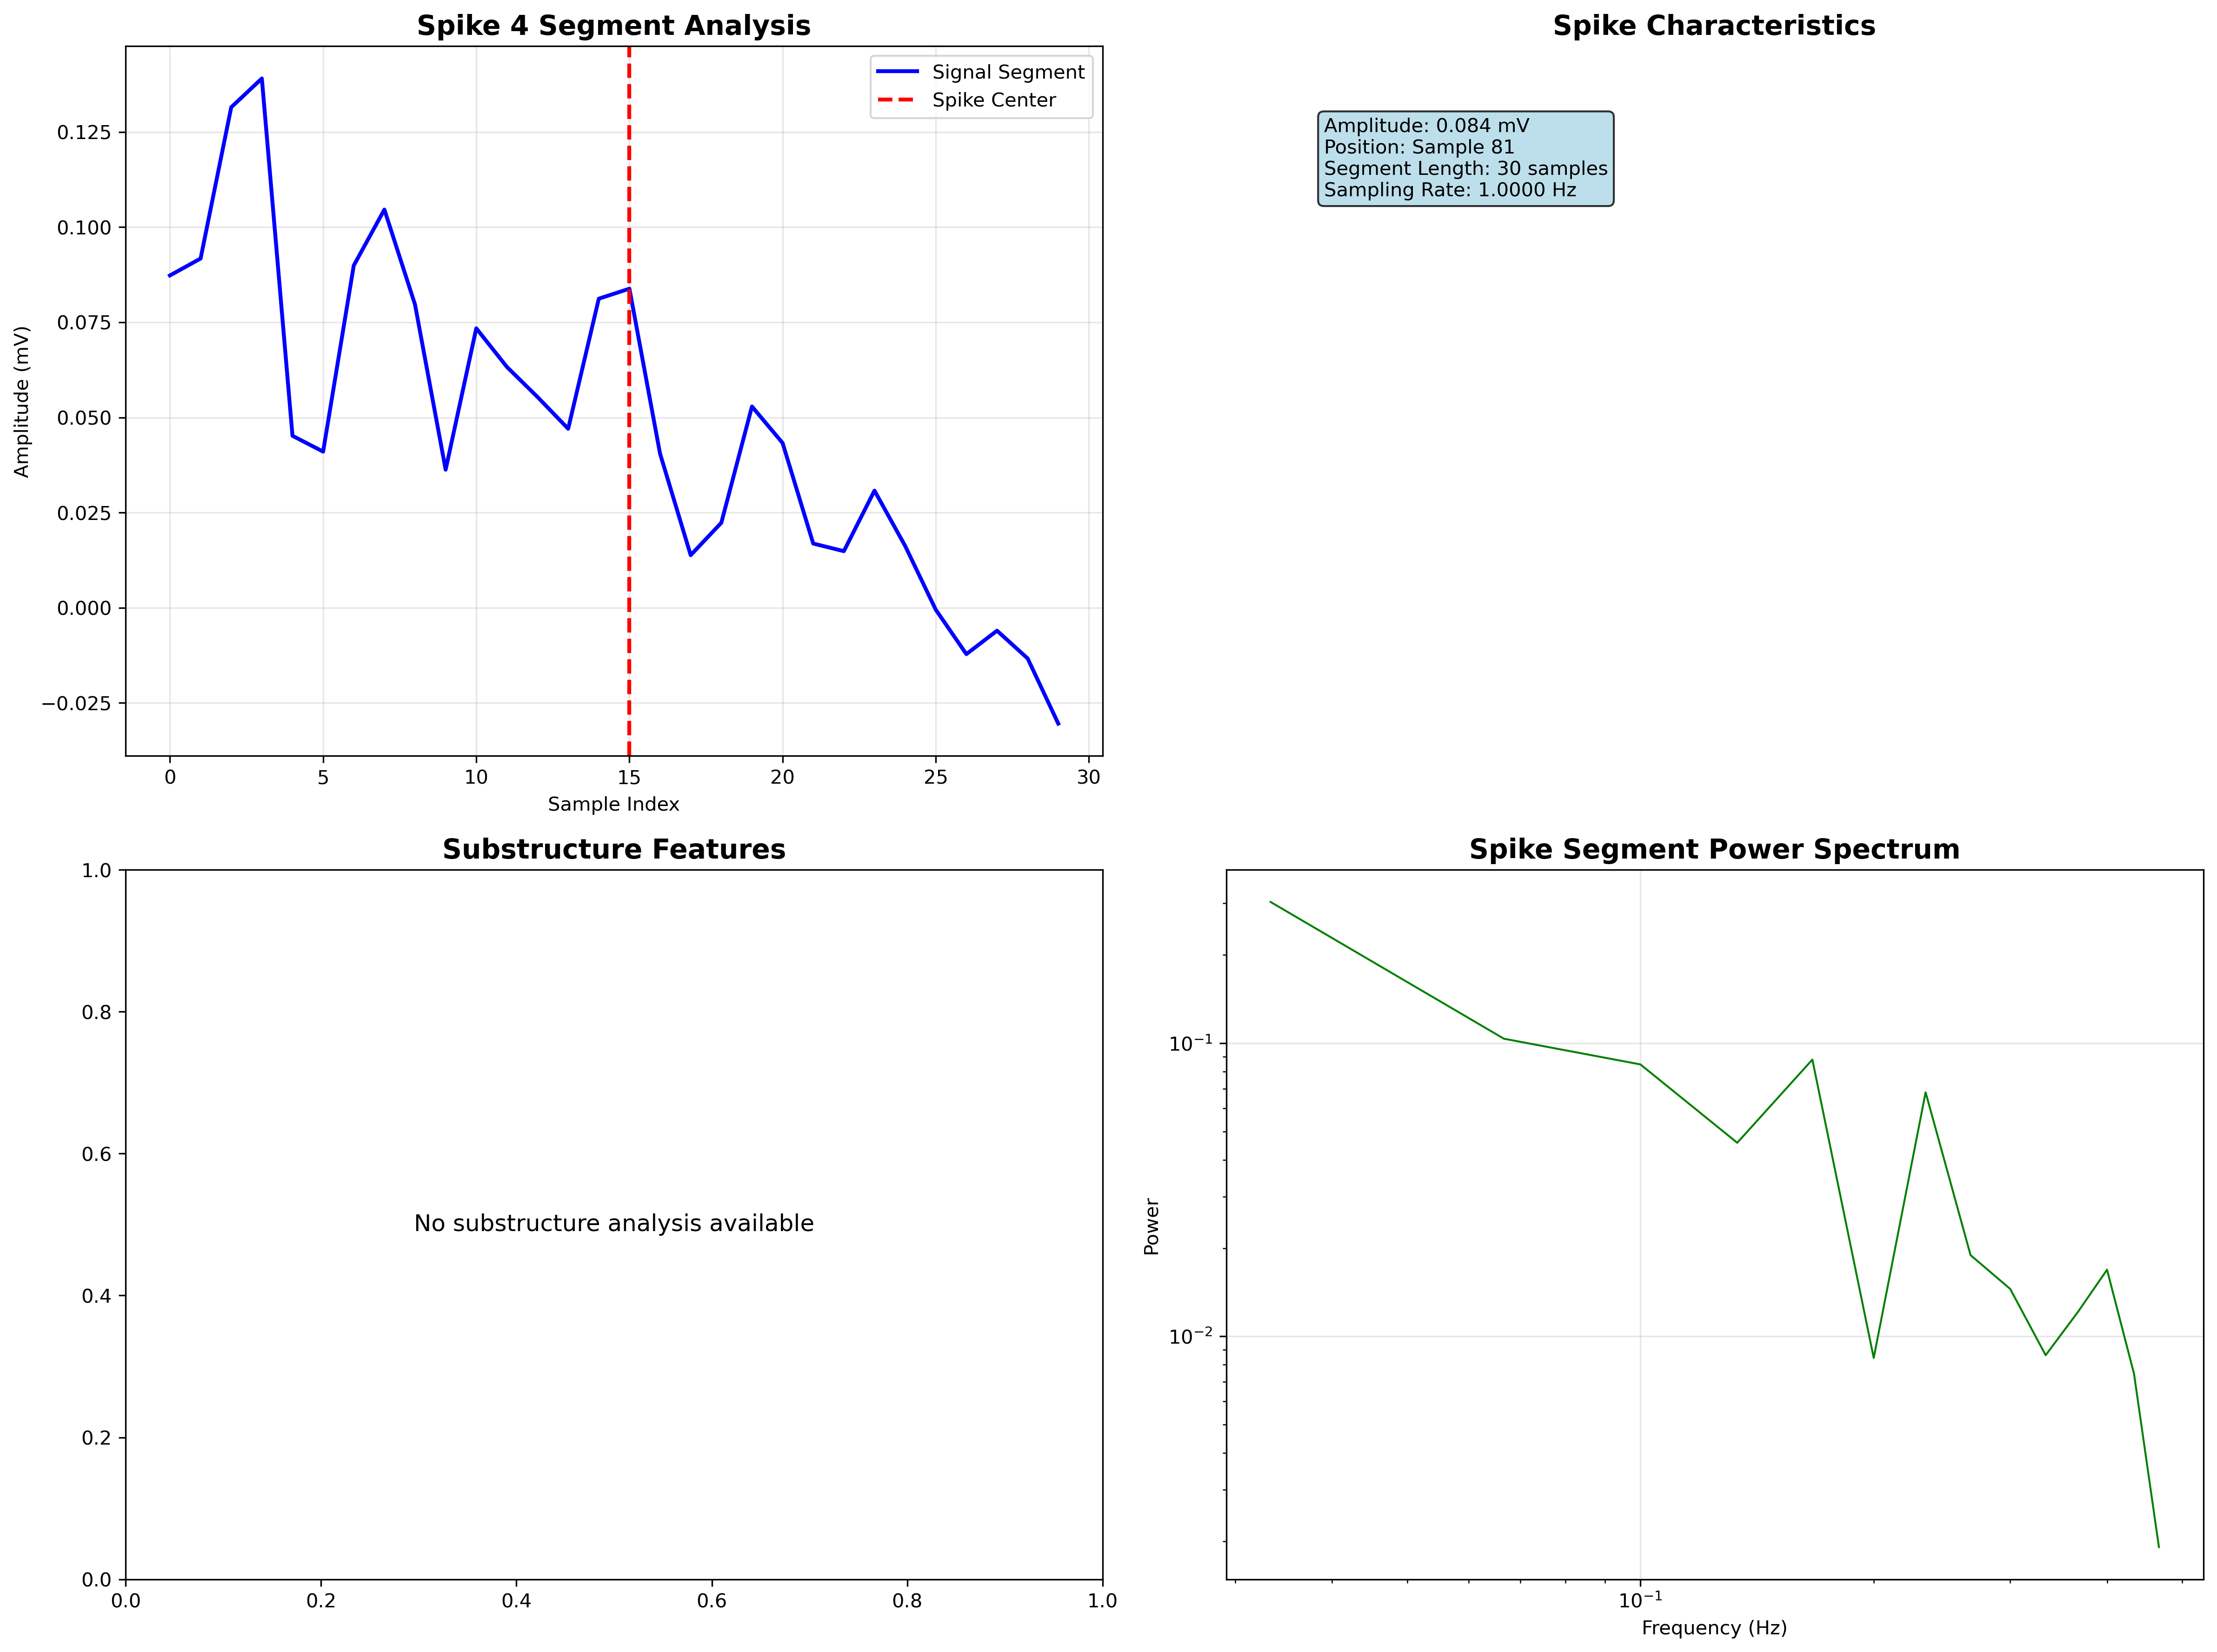 Spike 4 Segment Analysis
Signal Segment
Spike Center
0.125
0.100
0.075
0.050
0.025
0.000
−0.025
Amplitude (mV)
0
5
10
15
20
25
30
Sample Index
Spike Characteristics
Amplitude: 0.084 mV
Position: Sample 81
Segment Length: 30 samples
Sampling Rate: 1.0000 Hz
Substructure Features
1.0
0.8
0.6
0.4
0.2
0.0
No substructure analysis available
0.0
0.2
0.4
0.6
0.8
1.0
Spike Segment Power Spectrum
10⁻¹
10⁻²
Power
10⁻¹
Frequency (Hz)